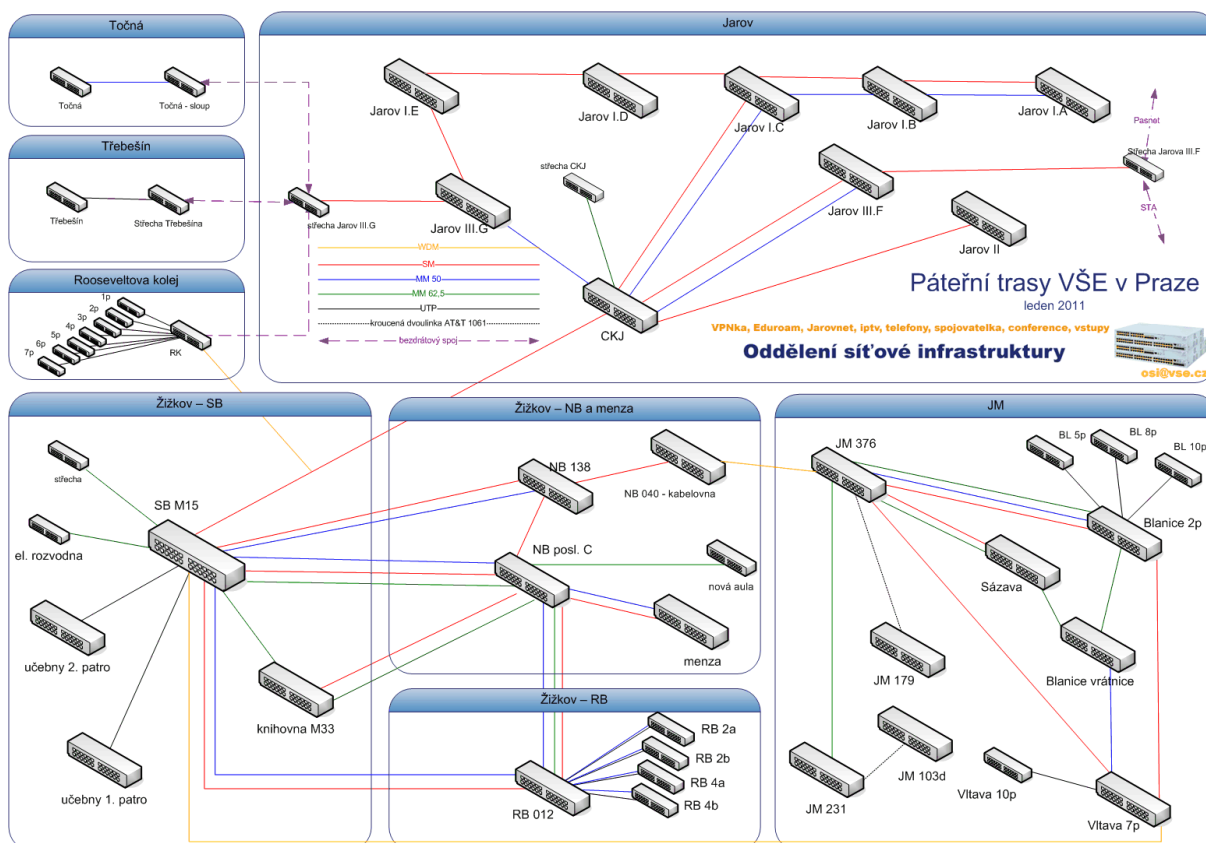 Točná
Točná
Točná - sloup
Třebešín
Třebešín
Střecha Třebešína
Rooseveltova kolej
1p
2p
3p
4p
5p
6p
7p
RK
Jarov
Jarov I.E
Jarov I.D
Jarov I.C
Jarov I.B
Jarov I.A
Pasnet
Střecha Jarova III.F
STA
střecha CKJ
střecha Jarov III.G
Jarov III.G
Jarov III.F
Jarov II
CKJ
WDM
SM
MM 50
MM 62,5
UTP
kroucená dvoulinka AT&T 1061
bezdrátový spoj
Páteřní trasy VŠE v Praze
leden 2011
VPNka, Eduroam, Jarovnet, iptv, telefony, spojovatelka, conference, vstupy
Oddělení síťové infrastruktury
osi@vse.cz
Žižkov – SB
střecha
SB M15
el. rozvodna
učebny 2. patro
knihovna M33
učebny 1. patro
Žižkov – NB a menza
NB 138
NB 040 - kabelovna
NB posl. C
nová aula
menza
Žižkov – RB
RB 2a
RB 2b
RB 4a
RB 4b
RB 012
JM
JM 376
BL 5p
BL 8p
BL 10p
Blanice 2p
Sázava
JM 179
Blanice vrátnice
JM 103d
JM 231
Vltava 10p
Vltava 7p